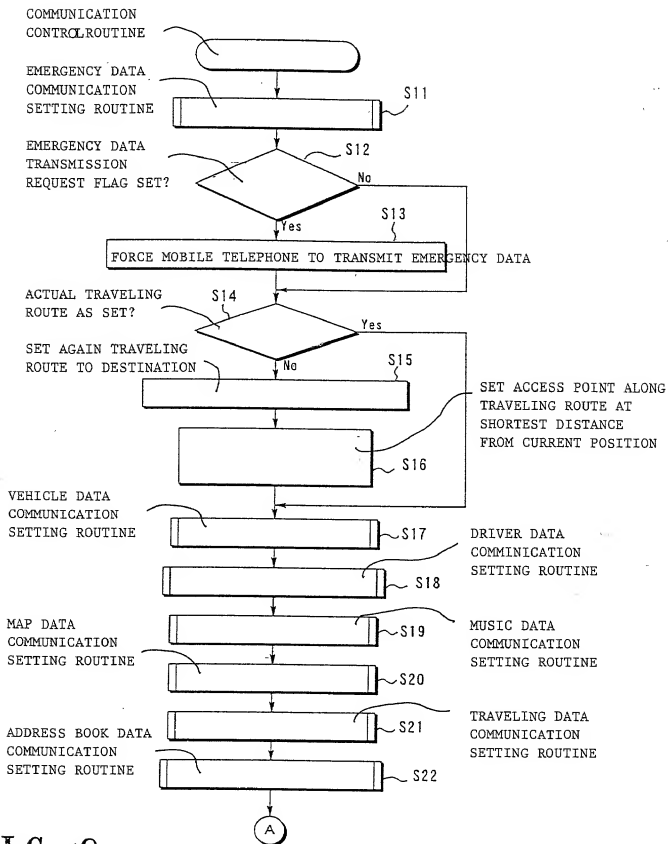 COMMUNICATION
CONTROLROUTINE
EMERGENCY DATA
COMMUNICATION
SETTING ROUTINE
S11
EMERGENCY DATA
TRANSMISSION
REQUEST FLAG SET?
S12
No
Yes
S13
FORCE MOBILE TELEPHONE TO TRANSMIT EMERGENCY DATA
ACTUAL TRAVELING
ROUTE AS SET?
S14
Yes
No
SET AGAIN TRAVELING
ROUTE TO DESTINATION
S15
SET ACCESS POINT ALONG
TRAVELING ROUTE AT
SHORTEST DISTANCE
FROM CURRENT POSITION
S16
VEHICLE DATA
COMMUNICATION
SETTING ROUTINE
S17
DRIVER DATA
COMMINICATION
SETTING ROUTINE
S18
MAP DATA
COMMUNICATION
SETTING ROUTINE
S19
MUSIC DATA
COMMUNICATION
SETTING ROUTINE
S20
S21
TRAVELING DATA
COMMUNICATION
SETTING ROUTINE
ADDRESS BOOK DATA
COMMUNICATION
SETTING ROUTINE
S22
A